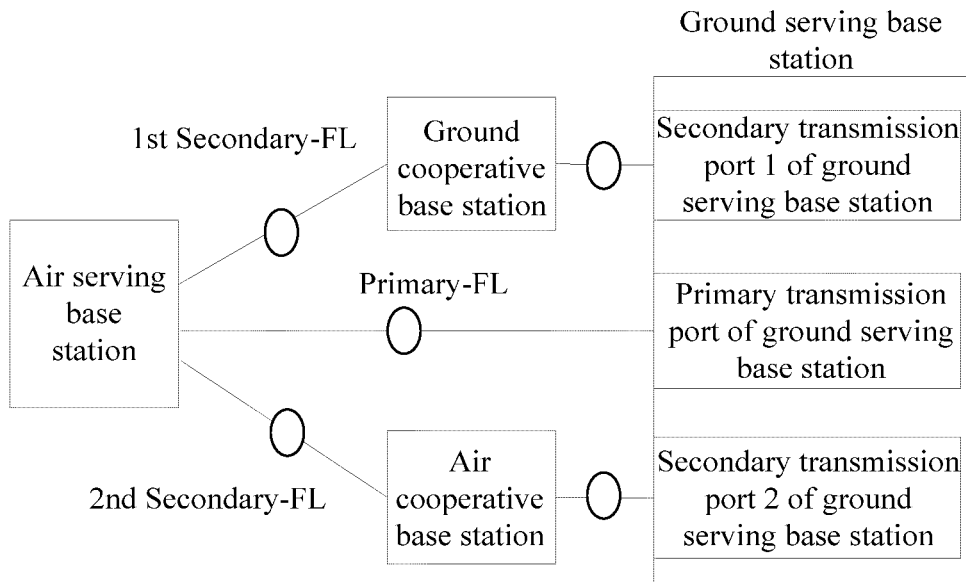 Ground serving base
station
1st Secondary-FL
Ground
cooperative
base station
Secondary transmission
port 1 of ground
serving base station
Air serving
base
station
Primary-FL
Primary transmission
port of ground serving
base station
2nd Secondary-FL
Air
cooperative
base station
Secondary transmission
port 2 of ground
serving base station